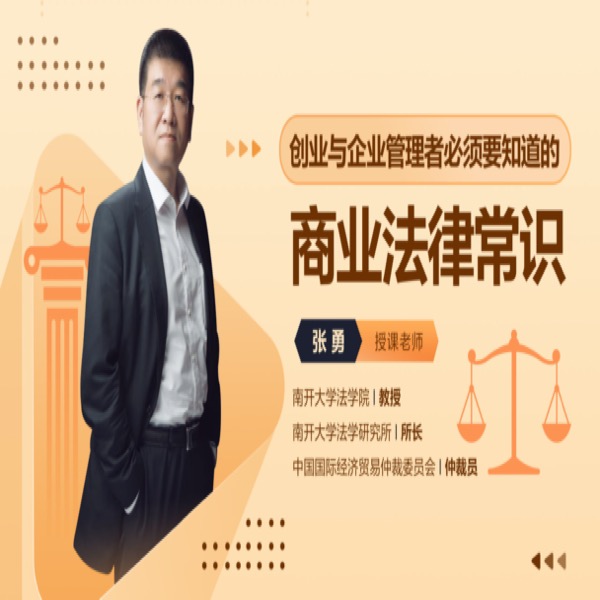 创业与企业管理者必须要知道的
商业法律常识
张勇 授课老师
南开大学法学院 | 教授
南开大学法学研究所 | 所长
中国国际经济贸易仲裁委员会 | 仲裁员